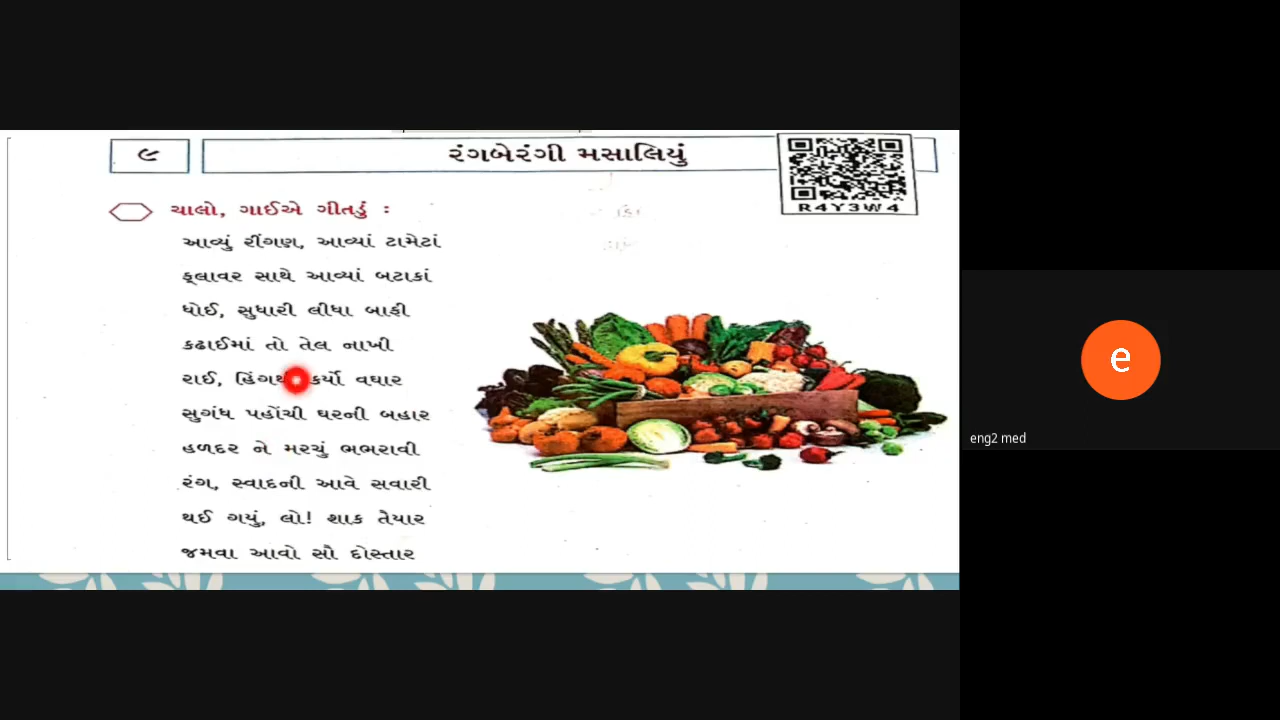 ૯
રંગબેરંગી મસાલિયું
R4Y3W4
ચાલો, ગાઈએ ગીતડું :
આવ્યું રીંગણ, આવ્યાં ટામેટાં
ફૂલાવર સાથે આવ્યાં બટાકાં
ધોઈ, સુધારી લીધા બાફી
કઢાઈમાં તો તેલ નાખી
રાઈ, કર્યો વઘાર
સુગંધ પહોંચી ઘરની બહાર
હળદર ને મરચું ભભરાવી
રંગ, સ્વાદની આવે સવારી
થઈ ગયું, લો! શાક તૈયાર
જમવા આવો સૌ દોસ્તાર
e
eng2 med